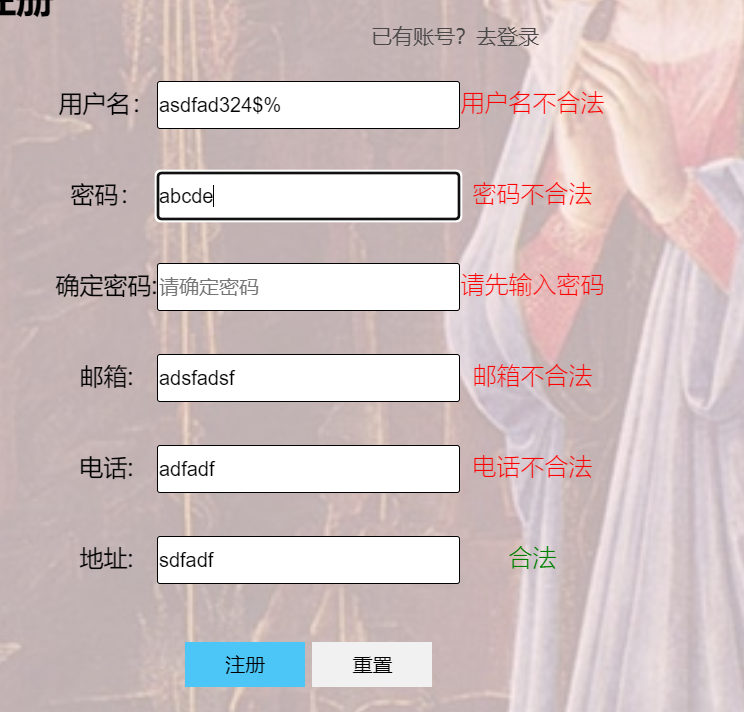 注册
已有账号？去登录
用户名： asdfad324$% 用户名不合法
密码： abcde 密码不合法
确定密码: 请确定密码 请先输入密码
邮箱: adsfadsf 邮箱不合法
电话: adfadf 电话不合法
地址: sdfadf 合法
注册 重置